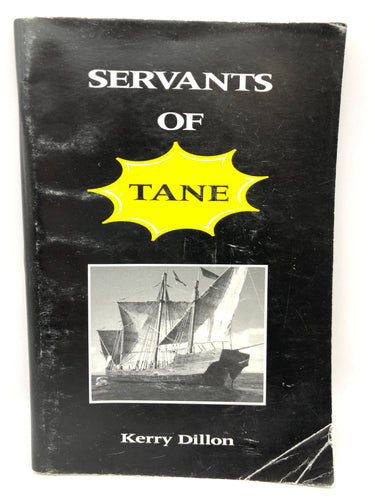 SERVANTS
OF
TANE
Kerry Dillon